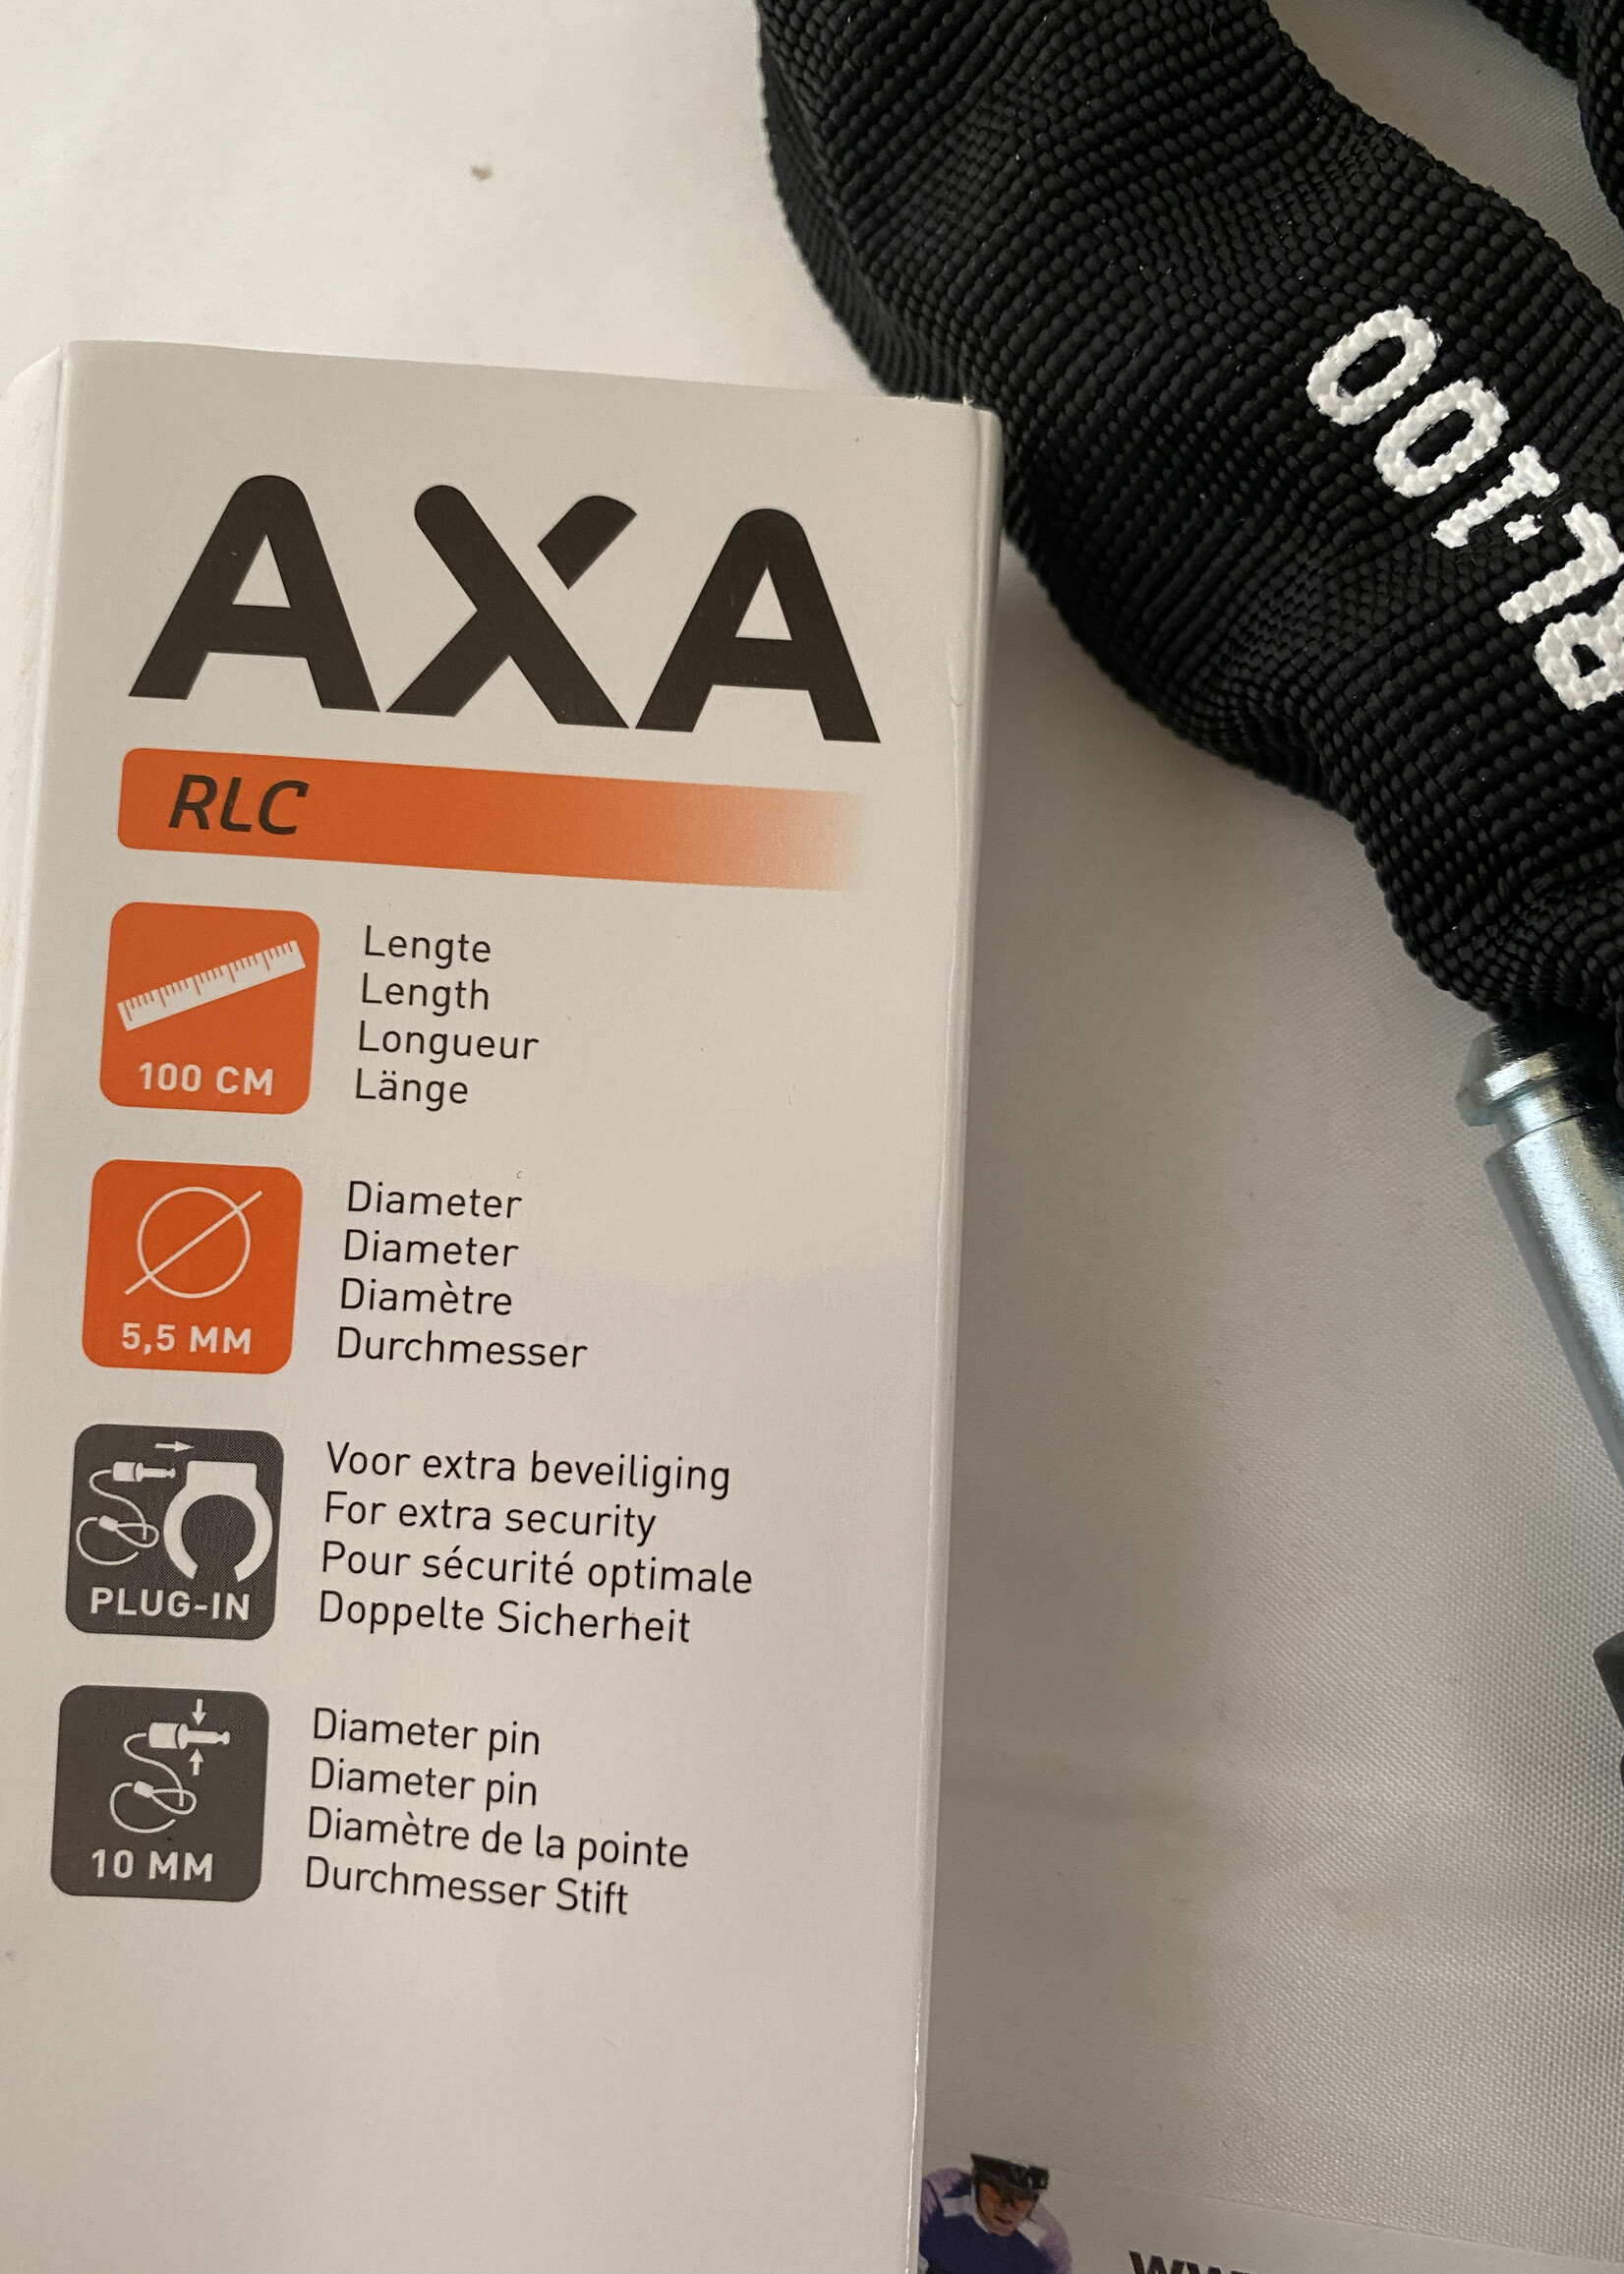 AXA
RLC
100 CM
Lengte
Length
Longueur
Länge
5,5 MM
Diameter
Diameter
Diamètre
Durchmesser
PLUG-IN
Voor extra beveiliging
For extra security
Pour sécurité optimale
Doppelte Sicherheit
10 MM
Diameter pin
Diameter pin
Diamètre de la pointe
Durchmesser Stift